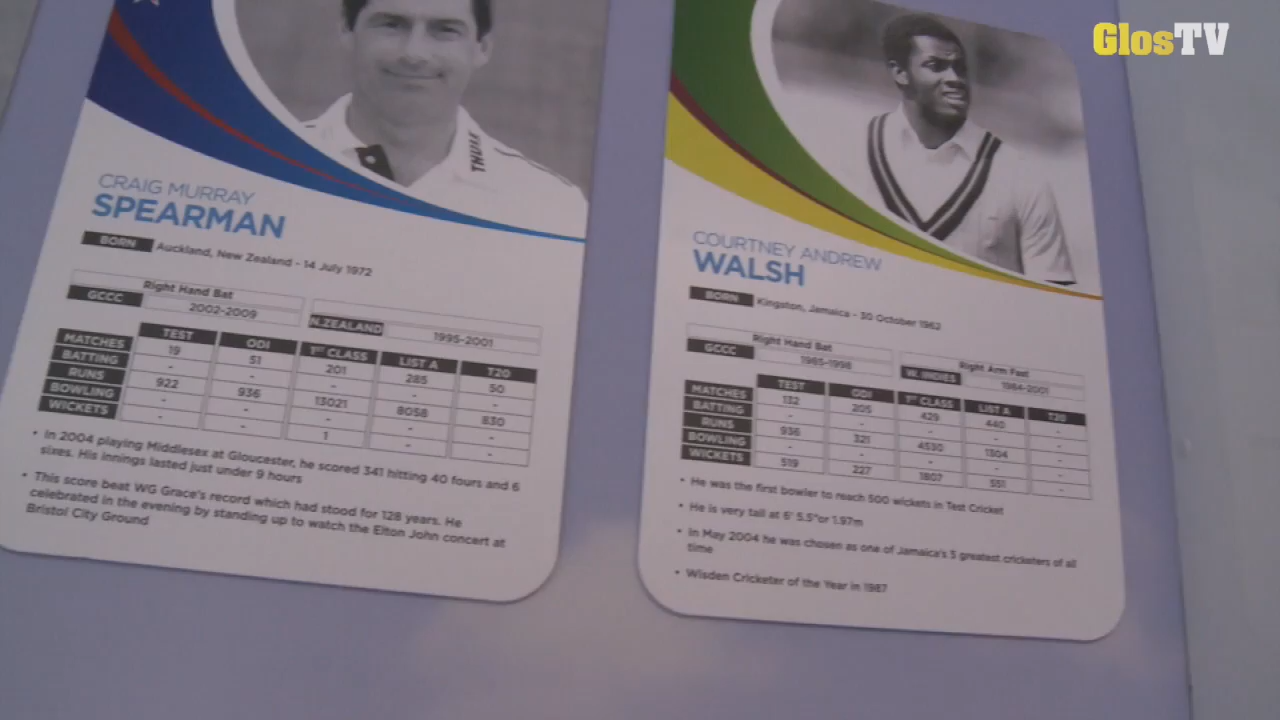 GlosTV
THULE
CRAIG MURRAY
SPEARMAN
BORN Auckland, New Zealand - 14 July 1972
Right Hand Bat
GCCC 2002-2009
N.ZEALAND 1995-2001
TEST ODI 1ST CLASS LIST A T20
MATCHES 19 51 201 285 50
BATTING - - - - -
RUNS 922 936 13021 8058 830
BOWLING - - - - -
WICKETS - - 1 - -
• In 2004 playing Middlesex at Gloucester, he scored 341 hitting 40 fours and 6
sixes. His innings lasted just under 9 hours
• This score beat WG Grace's record which had stood for 128 years. He
celebrated in the evening by standing up to watch the Elton John concert at
Bristol City Ground
COURTNEY ANDREW
WALSH
BORN Kingston, Jamaica - 30 October 1962
Right Hand Bat
GCCC 1985-1998
Right Arm Fast
W. INDIES 1984-2001
TEST ODI 1ST CLASS LIST A T20
MATCHES 132 205 429 440 -
BATTING - - - - -
RUNS 936 321 4530 1304 -
BOWLING - - - - -
WICKETS 519 227 1807 551 -
• He was the first bowler to reach 500 wickets in Test Cricket
• He is very tall at 6' 5.5"or 1.97m
• In May 2004 he was chosen as one of Jamaica's 5 greatest cricketers of all
time
• Wisden Cricketer of the Year in 1987